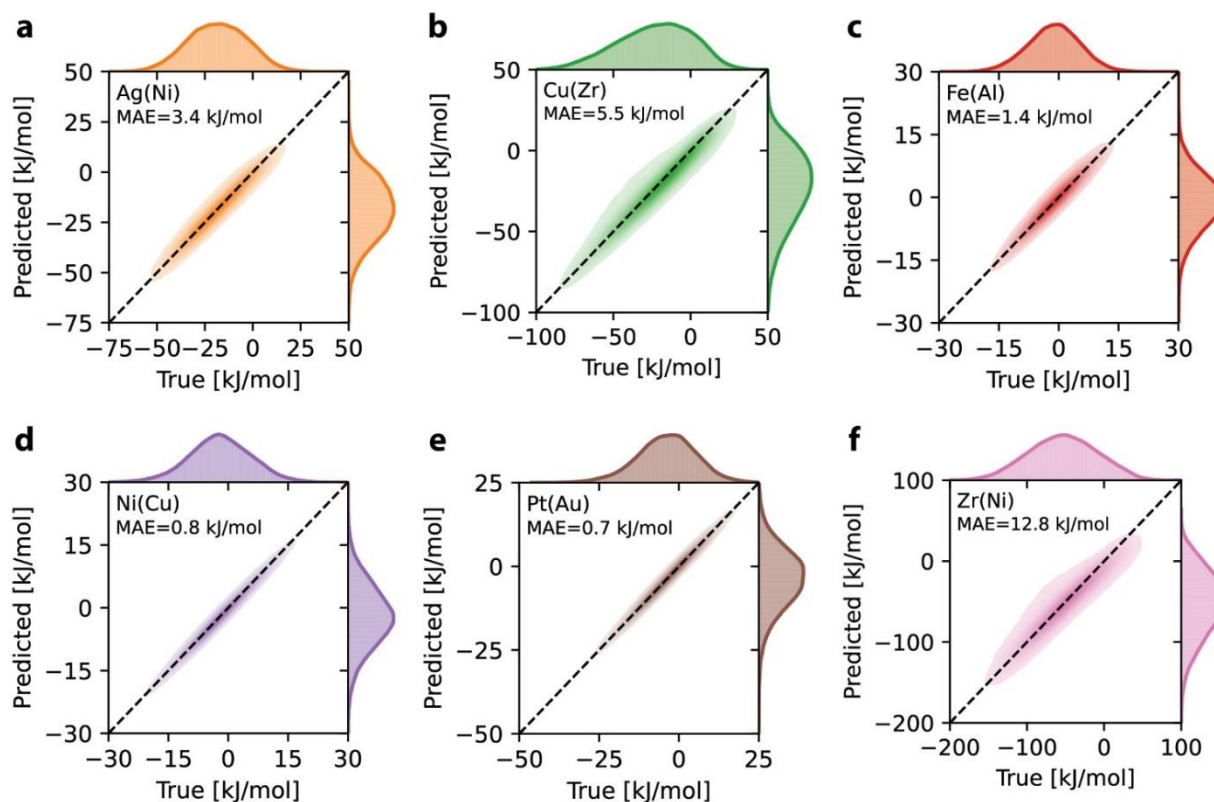 a
50
25
0
−25
−50
−75
Predicted [kJ/mol]
Ag(Ni)
MAE=3.4 kJ/mol
−75 −50 −25 0 25 50
True [kJ/mol]
b
50
0
−50
−100
Predicted [kJ/mol]
Cu(Zr)
MAE=5.5 kJ/mol
−100 −50 0 50
True [kJ/mol]
c
30
15
0
−15
−30
Predicted [kJ/mol]
Fe(Al)
MAE=1.4 kJ/mol
−30 −15 0 15 30
True [kJ/mol]
d
30
15
0
−15
−30
Predicted [kJ/mol]
Ni(Cu)
MAE=0.8 kJ/mol
−30 −15 0 15 30
True [kJ/mol]
e
25
0
−25
−50
Predicted [kJ/mol]
Pt(Au)
MAE=0.7 kJ/mol
−50 −25 0 25
True [kJ/mol]
f
100
0
−100
−200
Predicted [kJ/mol]
Zr(Ni)
MAE=12.8 kJ/mol
−200 −100 0 100
True [kJ/mol]